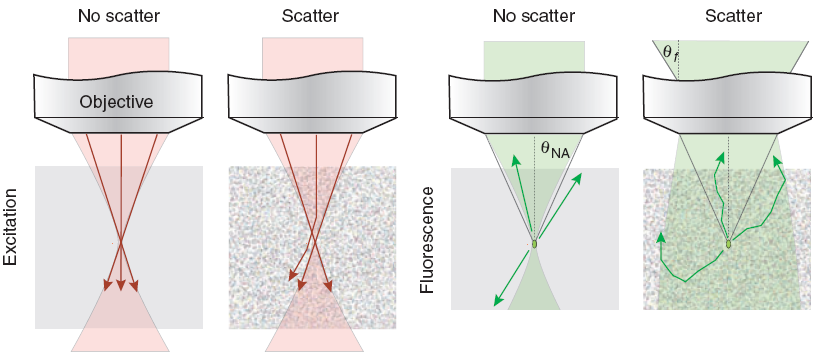 No scatter
Scatter
No scatter
Scatter
θf
Objective
θNA
Excitation
Fluorescence